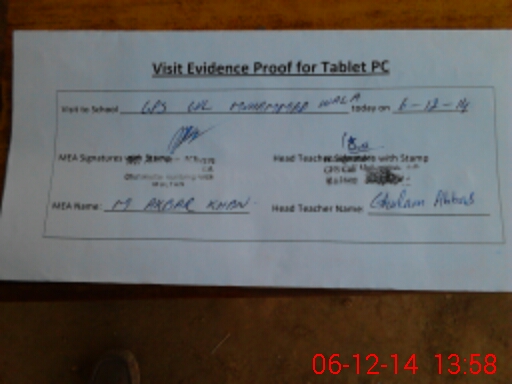 Visit Evidence Proof for Tablet PC
Visit to School GPS GUL MUHAMMAD WALA today on 6-12-14
MEA Signatures with Stamp
Head Teacher Signatures with Stamp
MEA Name: M AKBAR KHAN
Head Teacher Name: Ghulam Abbas
06-12-14 13:58